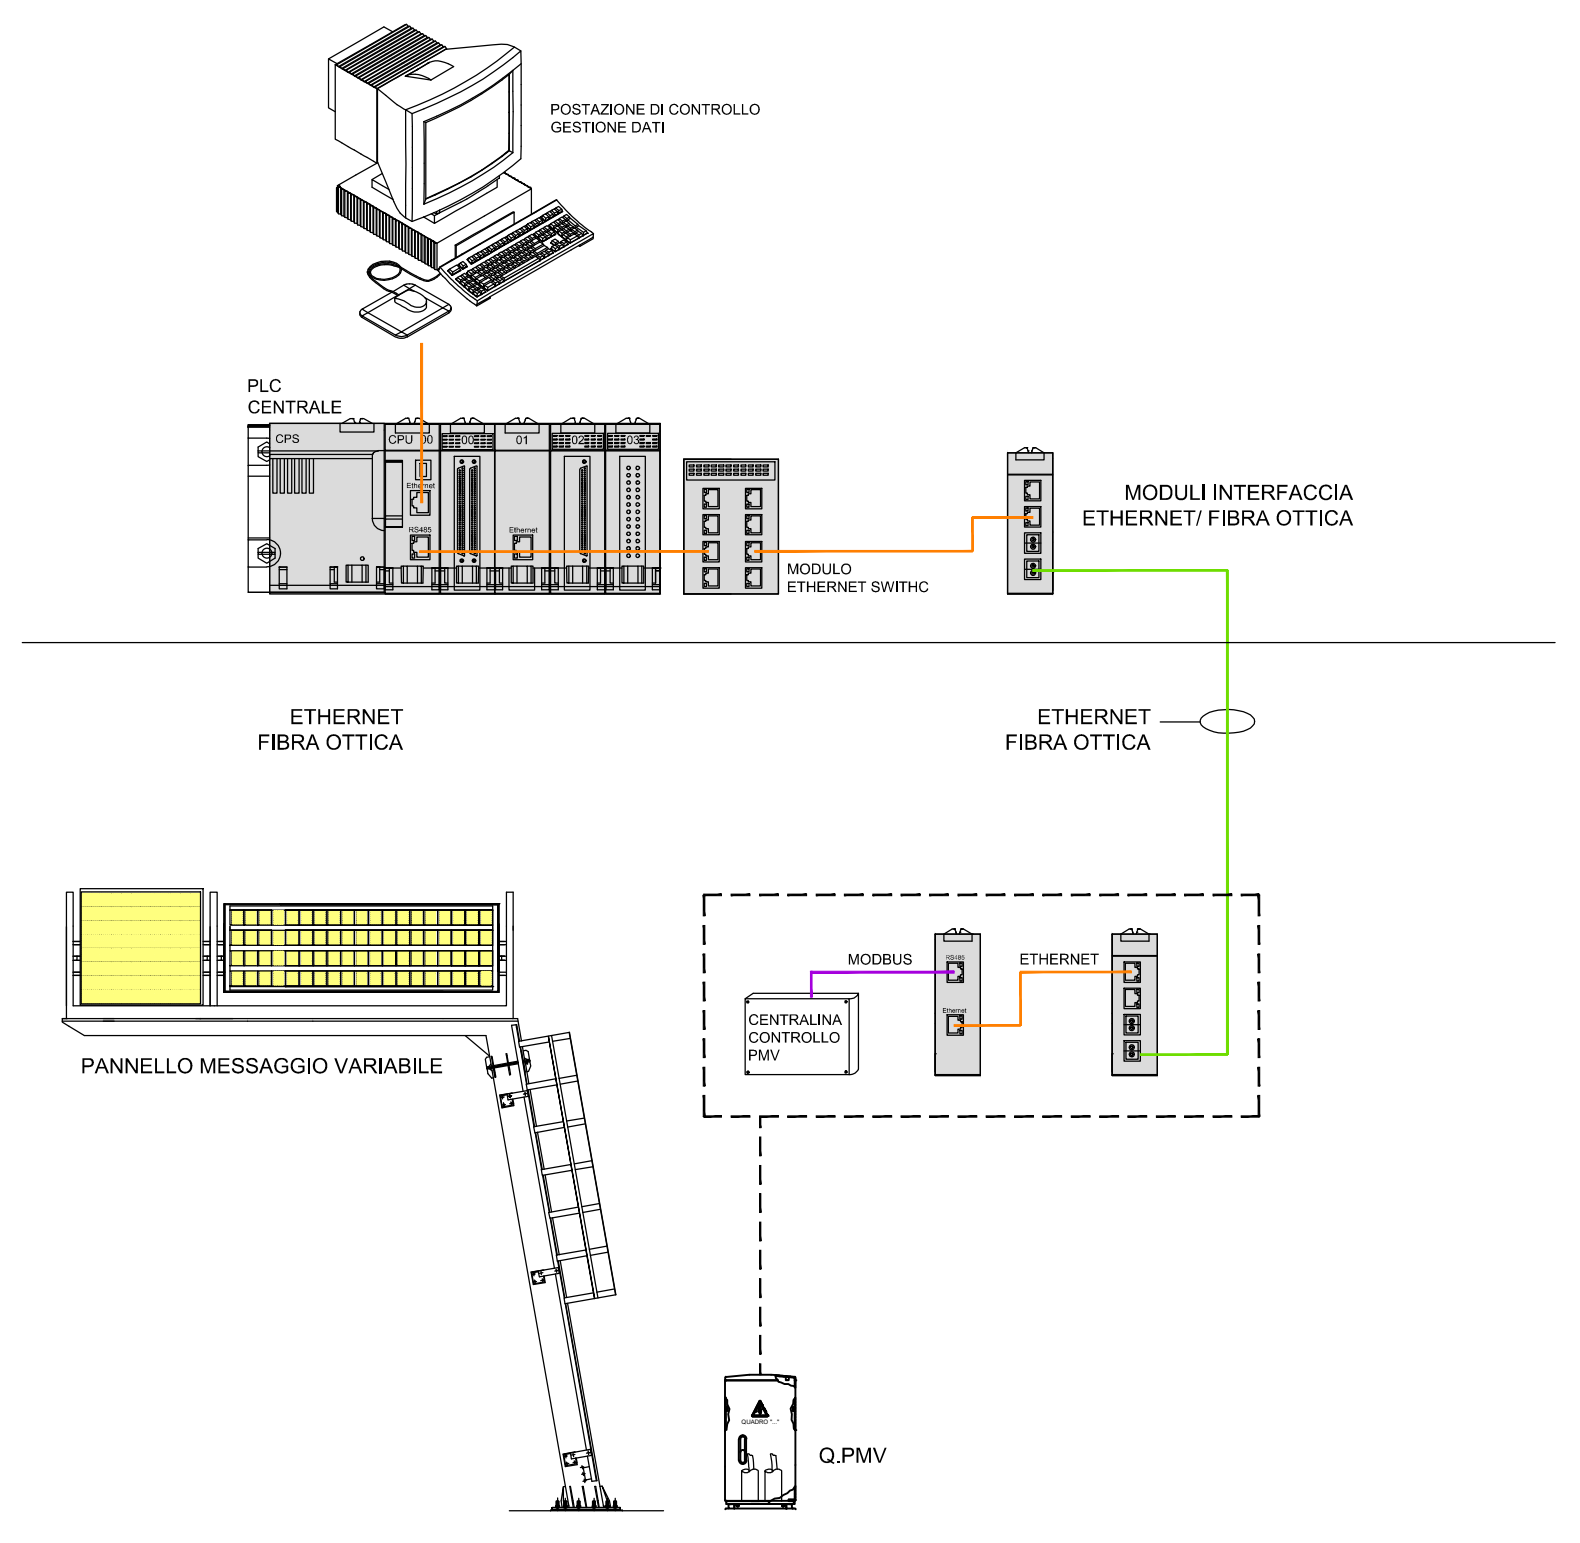 POSTAZIONE DI CONTROLLO
GESTIONE DATI
PLC
CENTRALE
CPS
CPU 00
00
01
02
03
Ethernet
RS485
Ethernet
MODULO
ETHERNET SWITHC
MODULI INTERFACCIA
ETHERNET/ FIBRA OTTICA
ETHERNET
FIBRA OTTICA
ETHERNET
FIBRA OTTICA
MODBUS
RS485
ETHERNET
Ethernet
CENTRALINA
CONTROLLO
PMV
PANNELLO MESSAGGIO VARIABILE
QUADRO "..."
Q.PMV